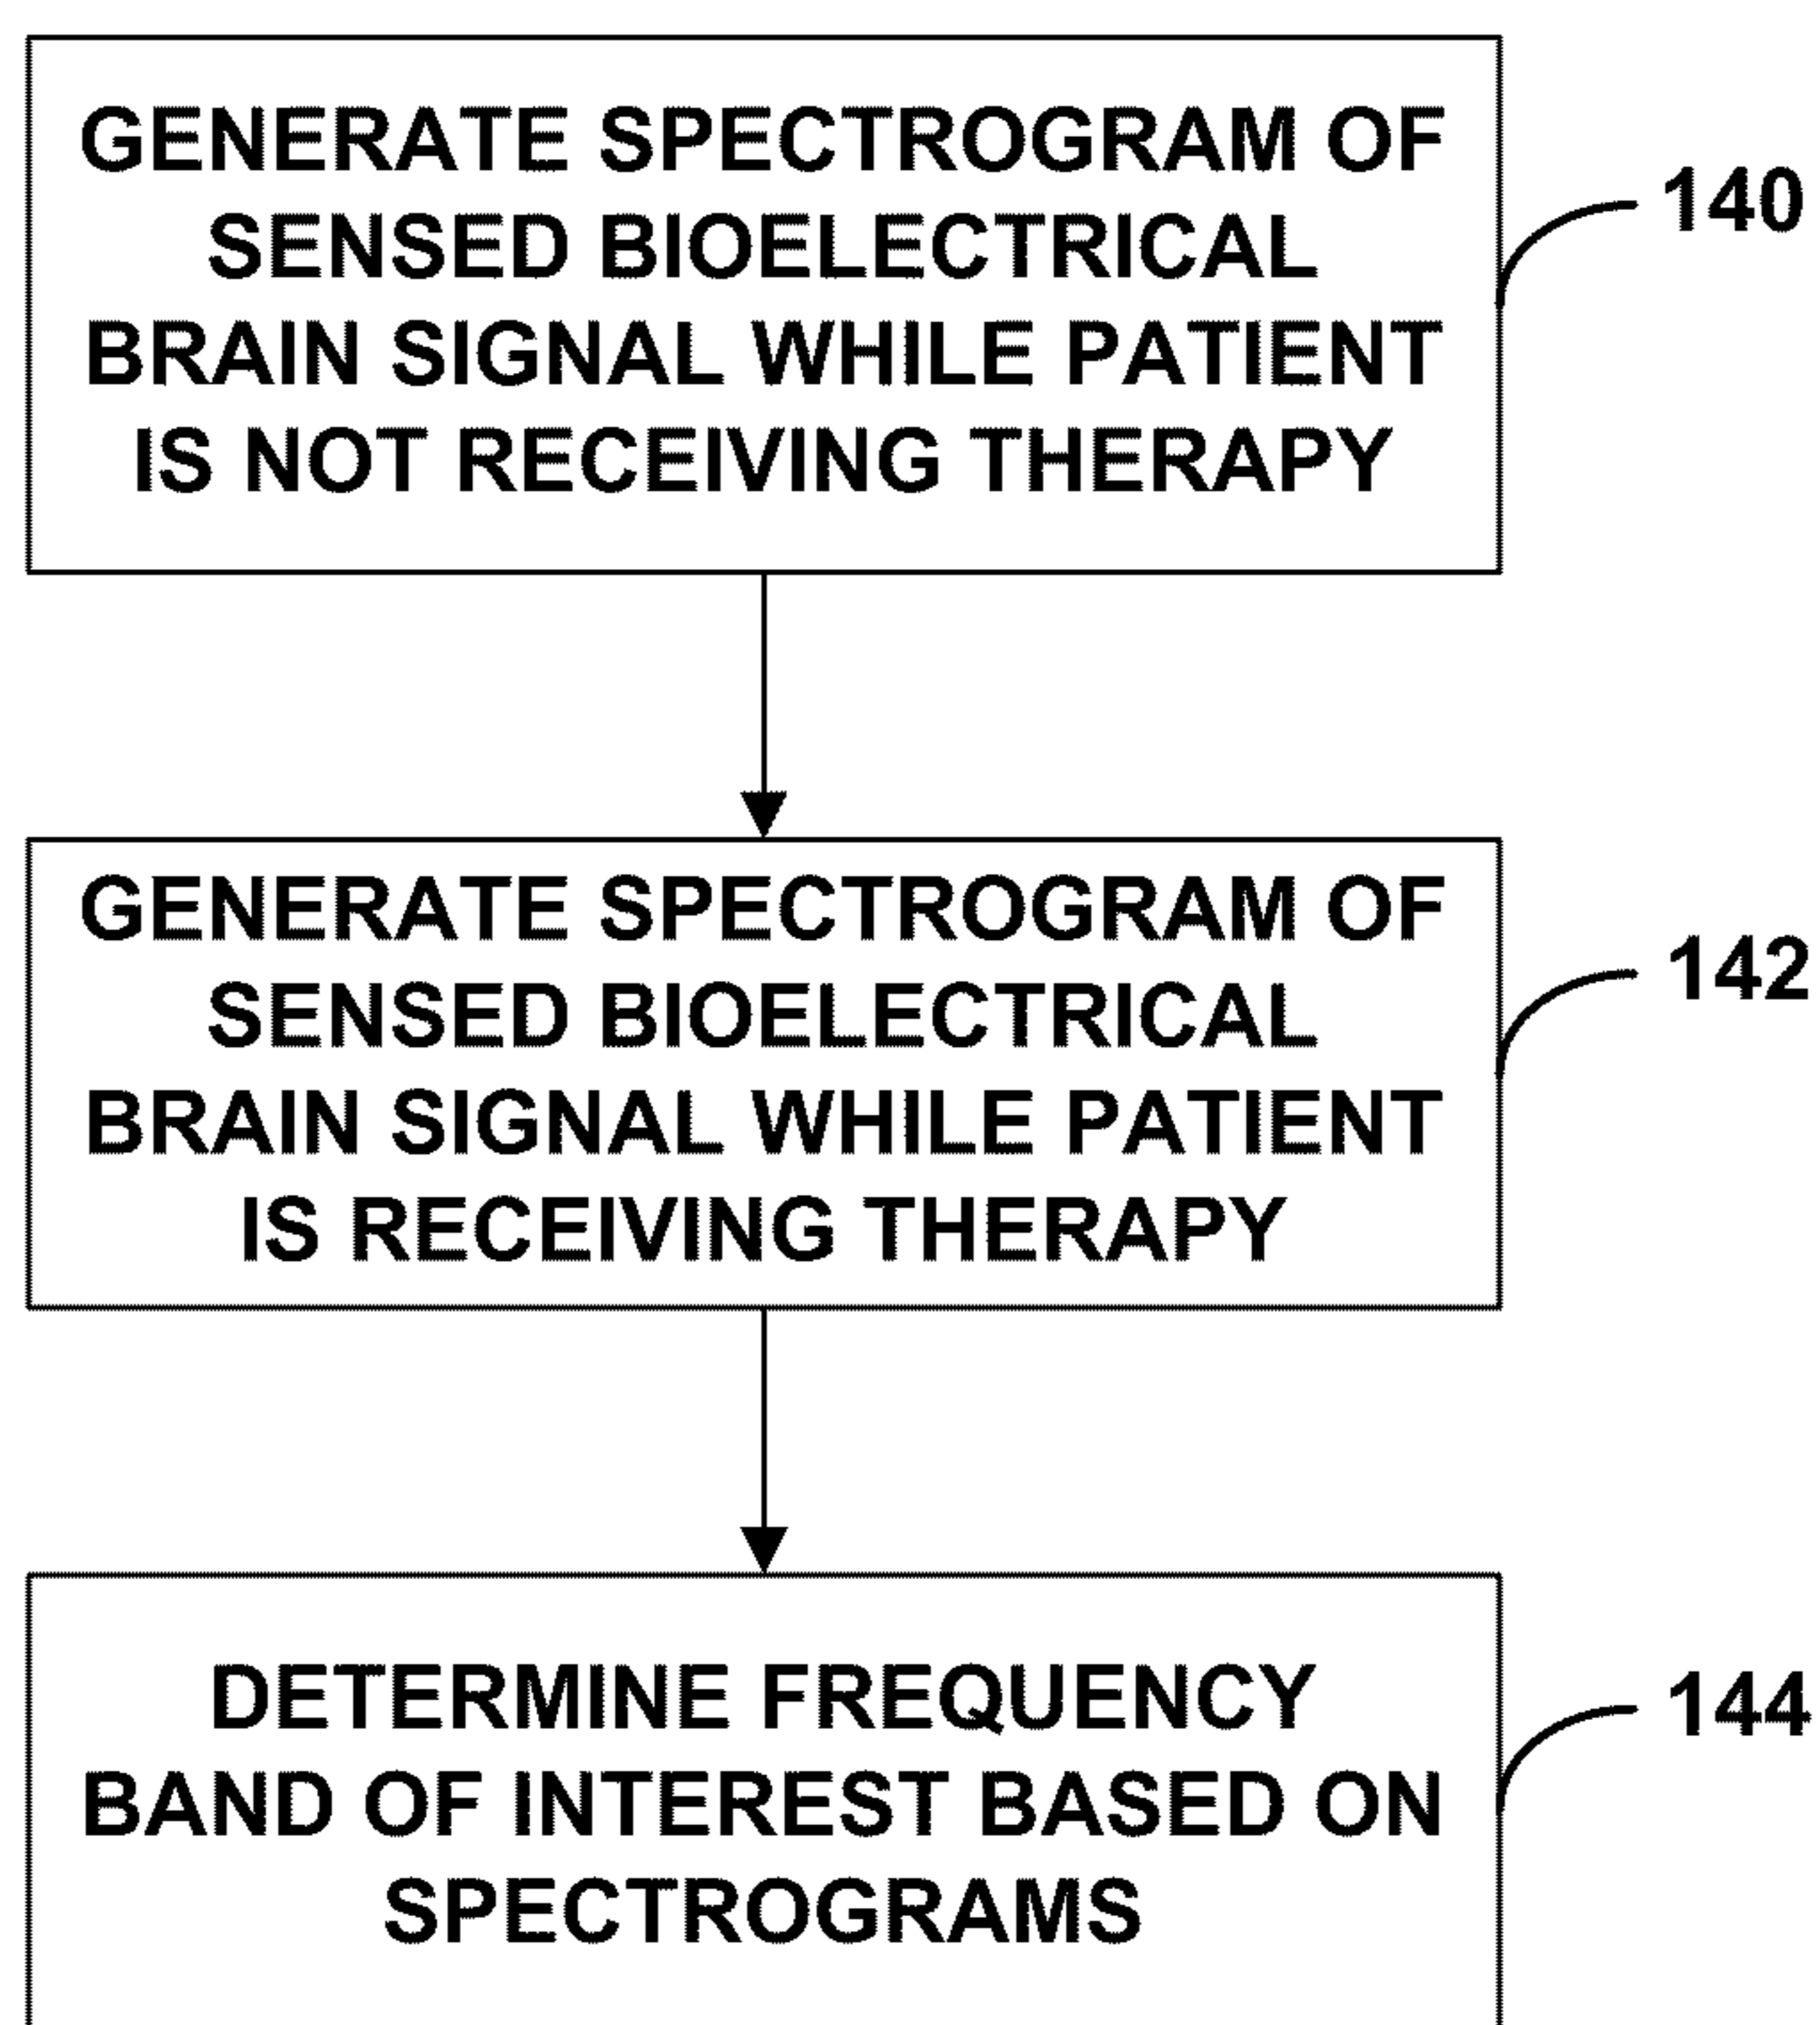 GENERATE SPECTROGRAM OF
SENSED BIOELECTRICAL
BRAIN SIGNAL WHILE PATIENT
IS NOT RECEIVING THERAPY
140
GENERATE SPECTROGRAM OF
SENSED BIOELECTRICAL
BRAIN SIGNAL WHILE PATIENT
IS RECEIVING THERAPY
142
DETERMINE FREQUENCY
BAND OF INTEREST BASED ON
SPECTROGRAMS
144